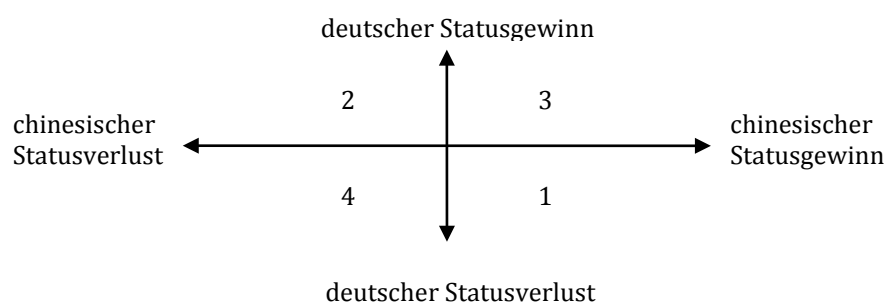 deutscher Statusgewinn
2 3
chinesischer
Statusverlust
chinesischer
Statusgewinn
4 1
deutscher Statusverlust